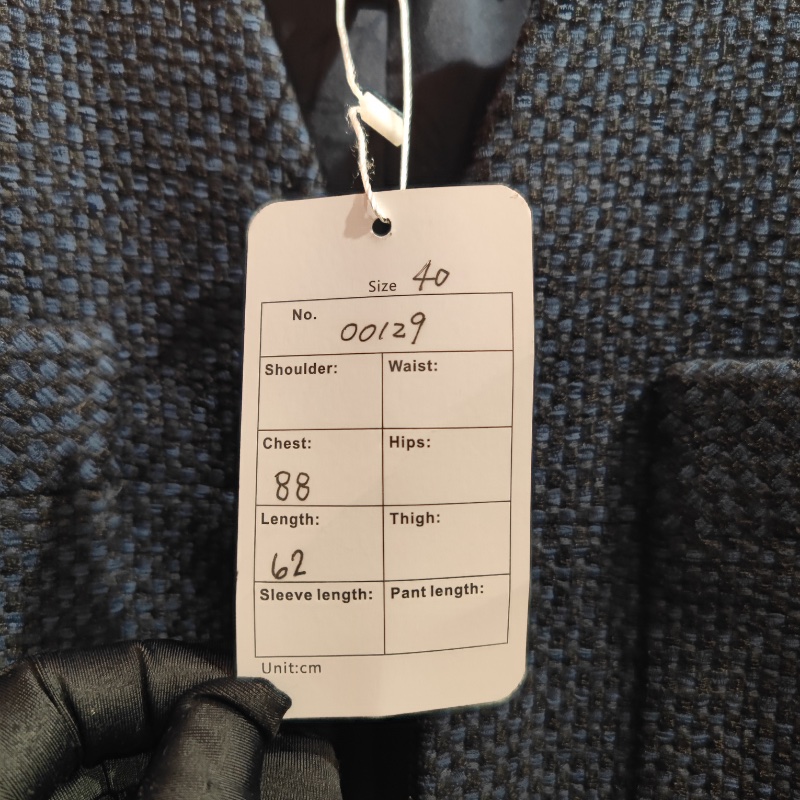 Size 40
No. 00129
Shoulder: Waist:
Chest: Hips:
88
Length: Thigh:
62
Sleeve length: Pant length:
Unit:cm